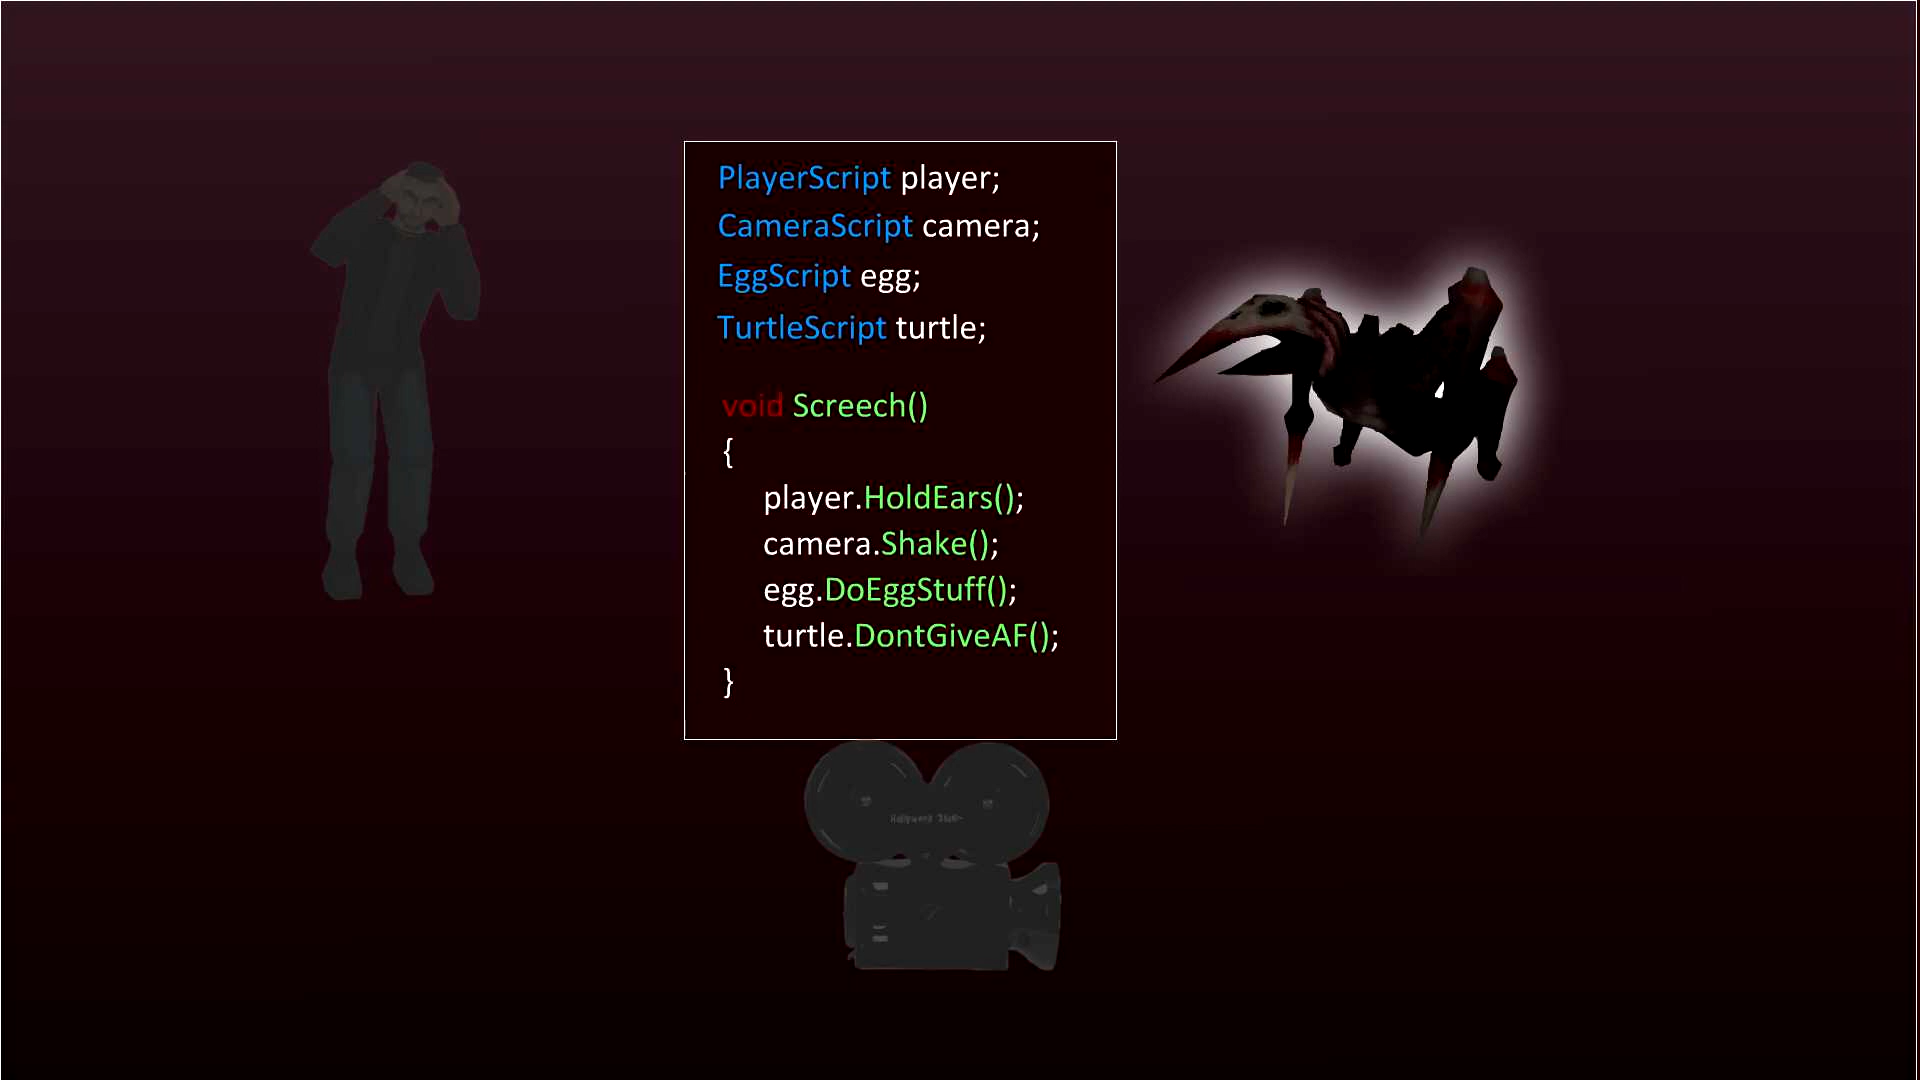 PlayerScript player;
CameraScript camera;
EggScript egg;
TurtleScript turtle;
void Screech()
{
player.HoldEars();
camera.Shake();
egg.DoEggStuff();
turtle.DontGiveAF();
}